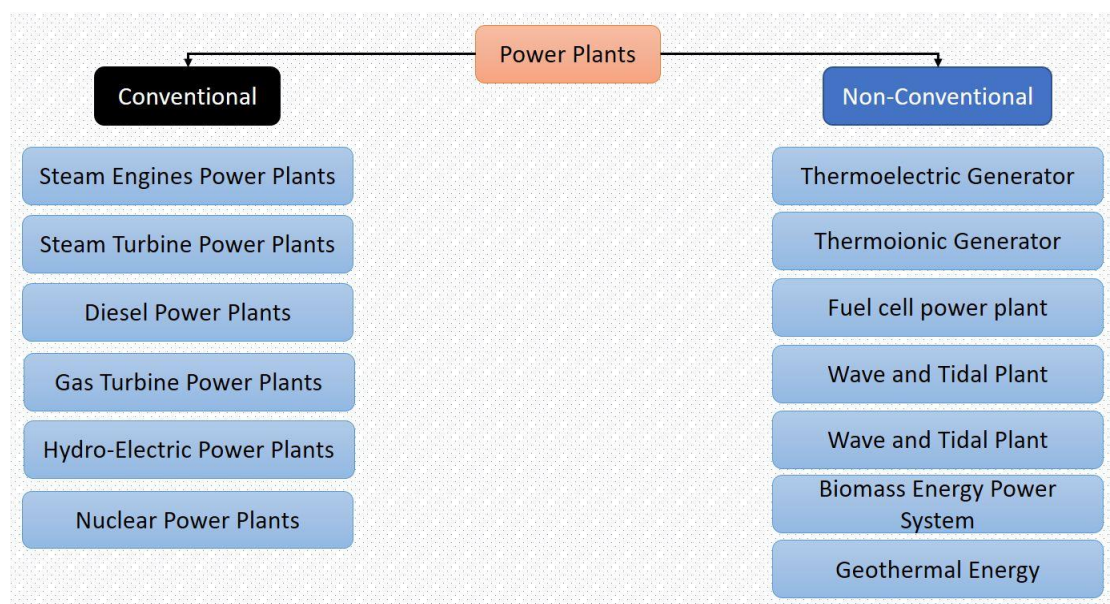 Power Plants
Conventional
Steam Engines Power Plants
Steam Turbine Power Plants
Diesel Power Plants
Gas Turbine Power Plants
Hydro-Electric Power Plants
Nuclear Power Plants
Non-Conventional
Thermoelectric Generator
Thermoionic Generator
Fuel cell power plant
Wave and Tidal Plant
Wave and Tidal Plant
Biomass Energy Power
System
Geothermal Energy